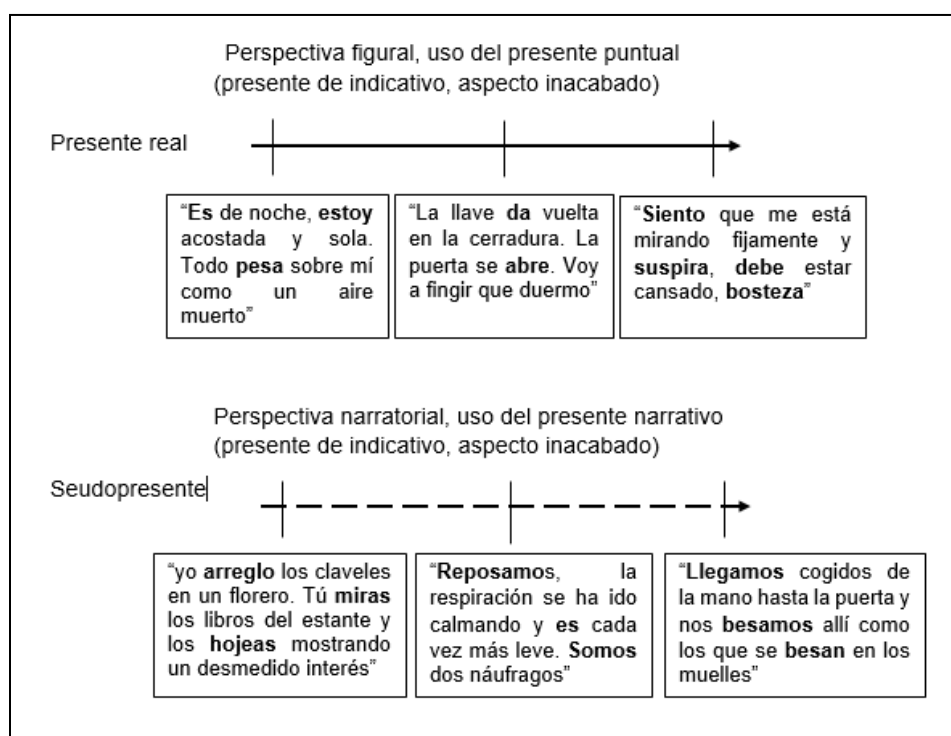 Perspectiva figural, uso del presente puntual
(presente de indicativo, aspecto inacabado)
Presente real
“Es de noche, estoy
acostada y sola.
Todo pesa sobre mí
como un aire
muerto”
“La llave da vuelta
en la cerradura. La
puerta se abre. Voy
a fingir que duermo”
“Siento que me está
mirando fijamente y
suspira, debe estar
cansado, bosteza”
Perspectiva narratorial, uso del presente narrativo
(presente de indicativo, aspecto inacabado)
Seudopresente
“yo arreglo los claveles
en un florero. Tú miras
los libros del estante y
los hojeas mostrando
un desmedido interés”
“Reposamos, la
respiración se ha ido
calmando y es cada
vez más leve. Somos
dos náufragos”
“Llegamos cogidos de
la mano hasta la puerta y
nos besamos allí como
los que se besan en los
muelles”